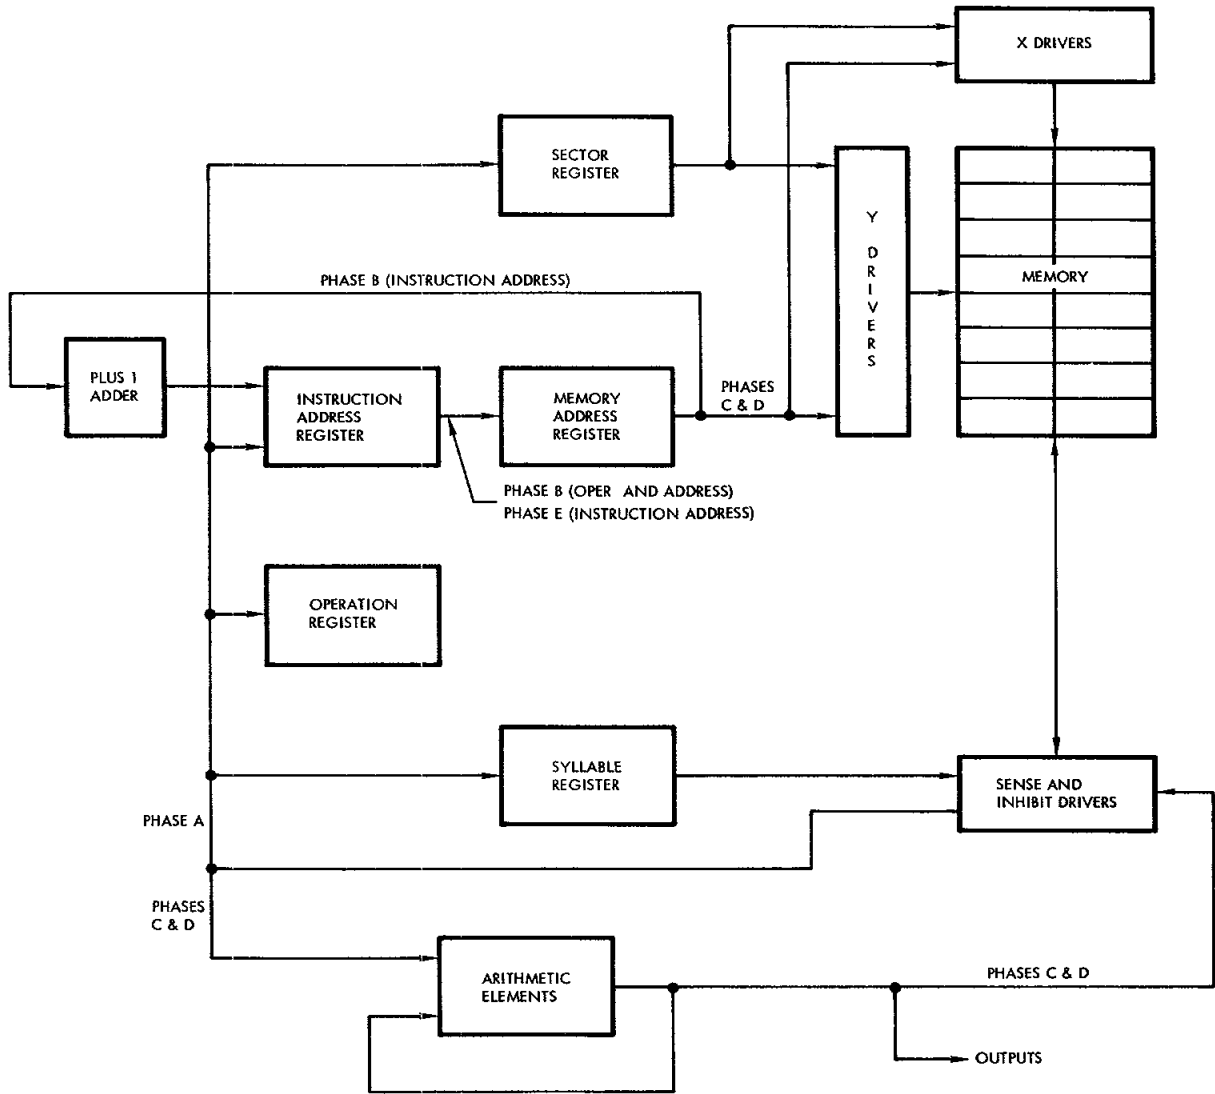 X DRIVERS
SECTOR
REGISTER
Y
D
R
I
V
E
R
S
PHASE B (INSTRUCTION ADDRESS)
MEMORY
PLUS 1
ADDER
INSTRUCTION
ADDRESS
REGISTER
MEMORY
ADDRESS
REGISTER
PHASES
C & D
PHASE B (OPER AND ADDRESS)
PHASE E (INSTRUCTION ADDRESS)
OPERATION
REGISTER
SYLLABLE
REGISTER
SENSE AND
INHIBIT DRIVERS
PHASE A
PHASES
C & D
ARITHMETIC
ELEMENTS
PHASES C & D
OUTPUTS